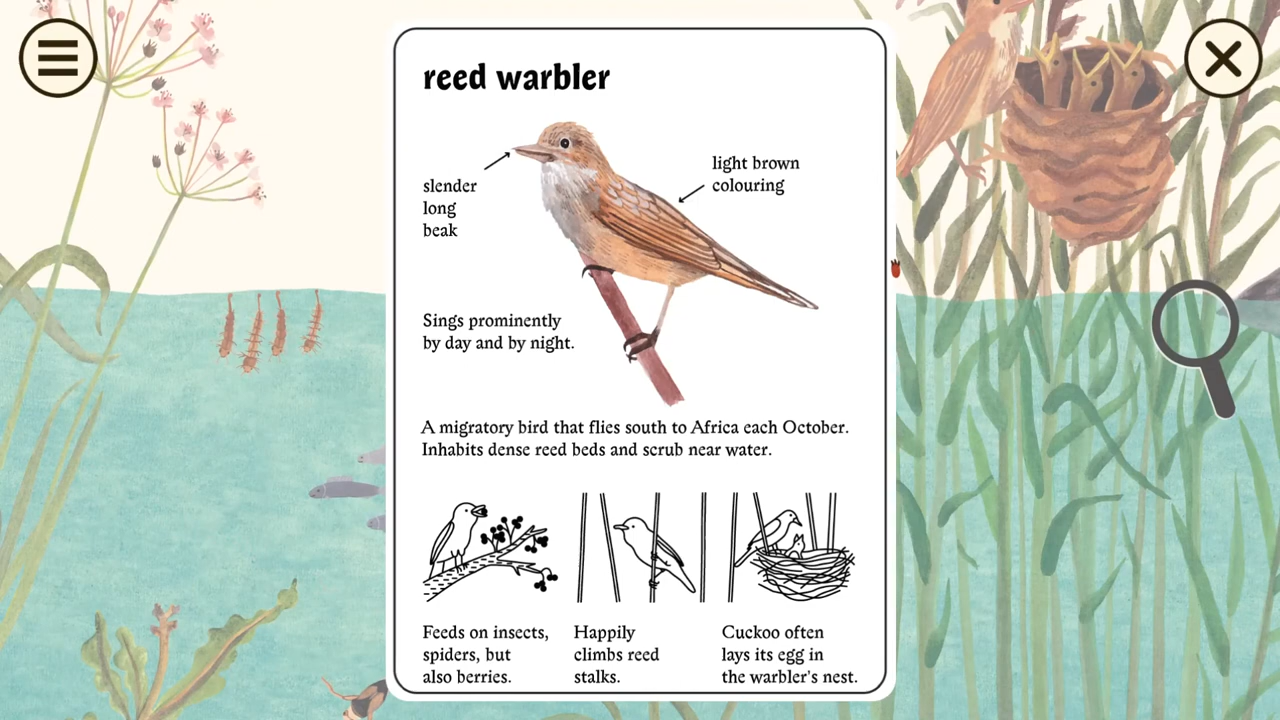 reed warbler
light brown
colouring
slender
long
beak
Sings prominently
by day and by night.
A migratory bird that flies south to Africa each October.
Inhabits dense reed beds and scrub near water.
Feeds on insects,
spiders, but
also berries.
Happily
climbs reed
stalks.
Cuckoo often
lays its egg in
the warbler's nest.